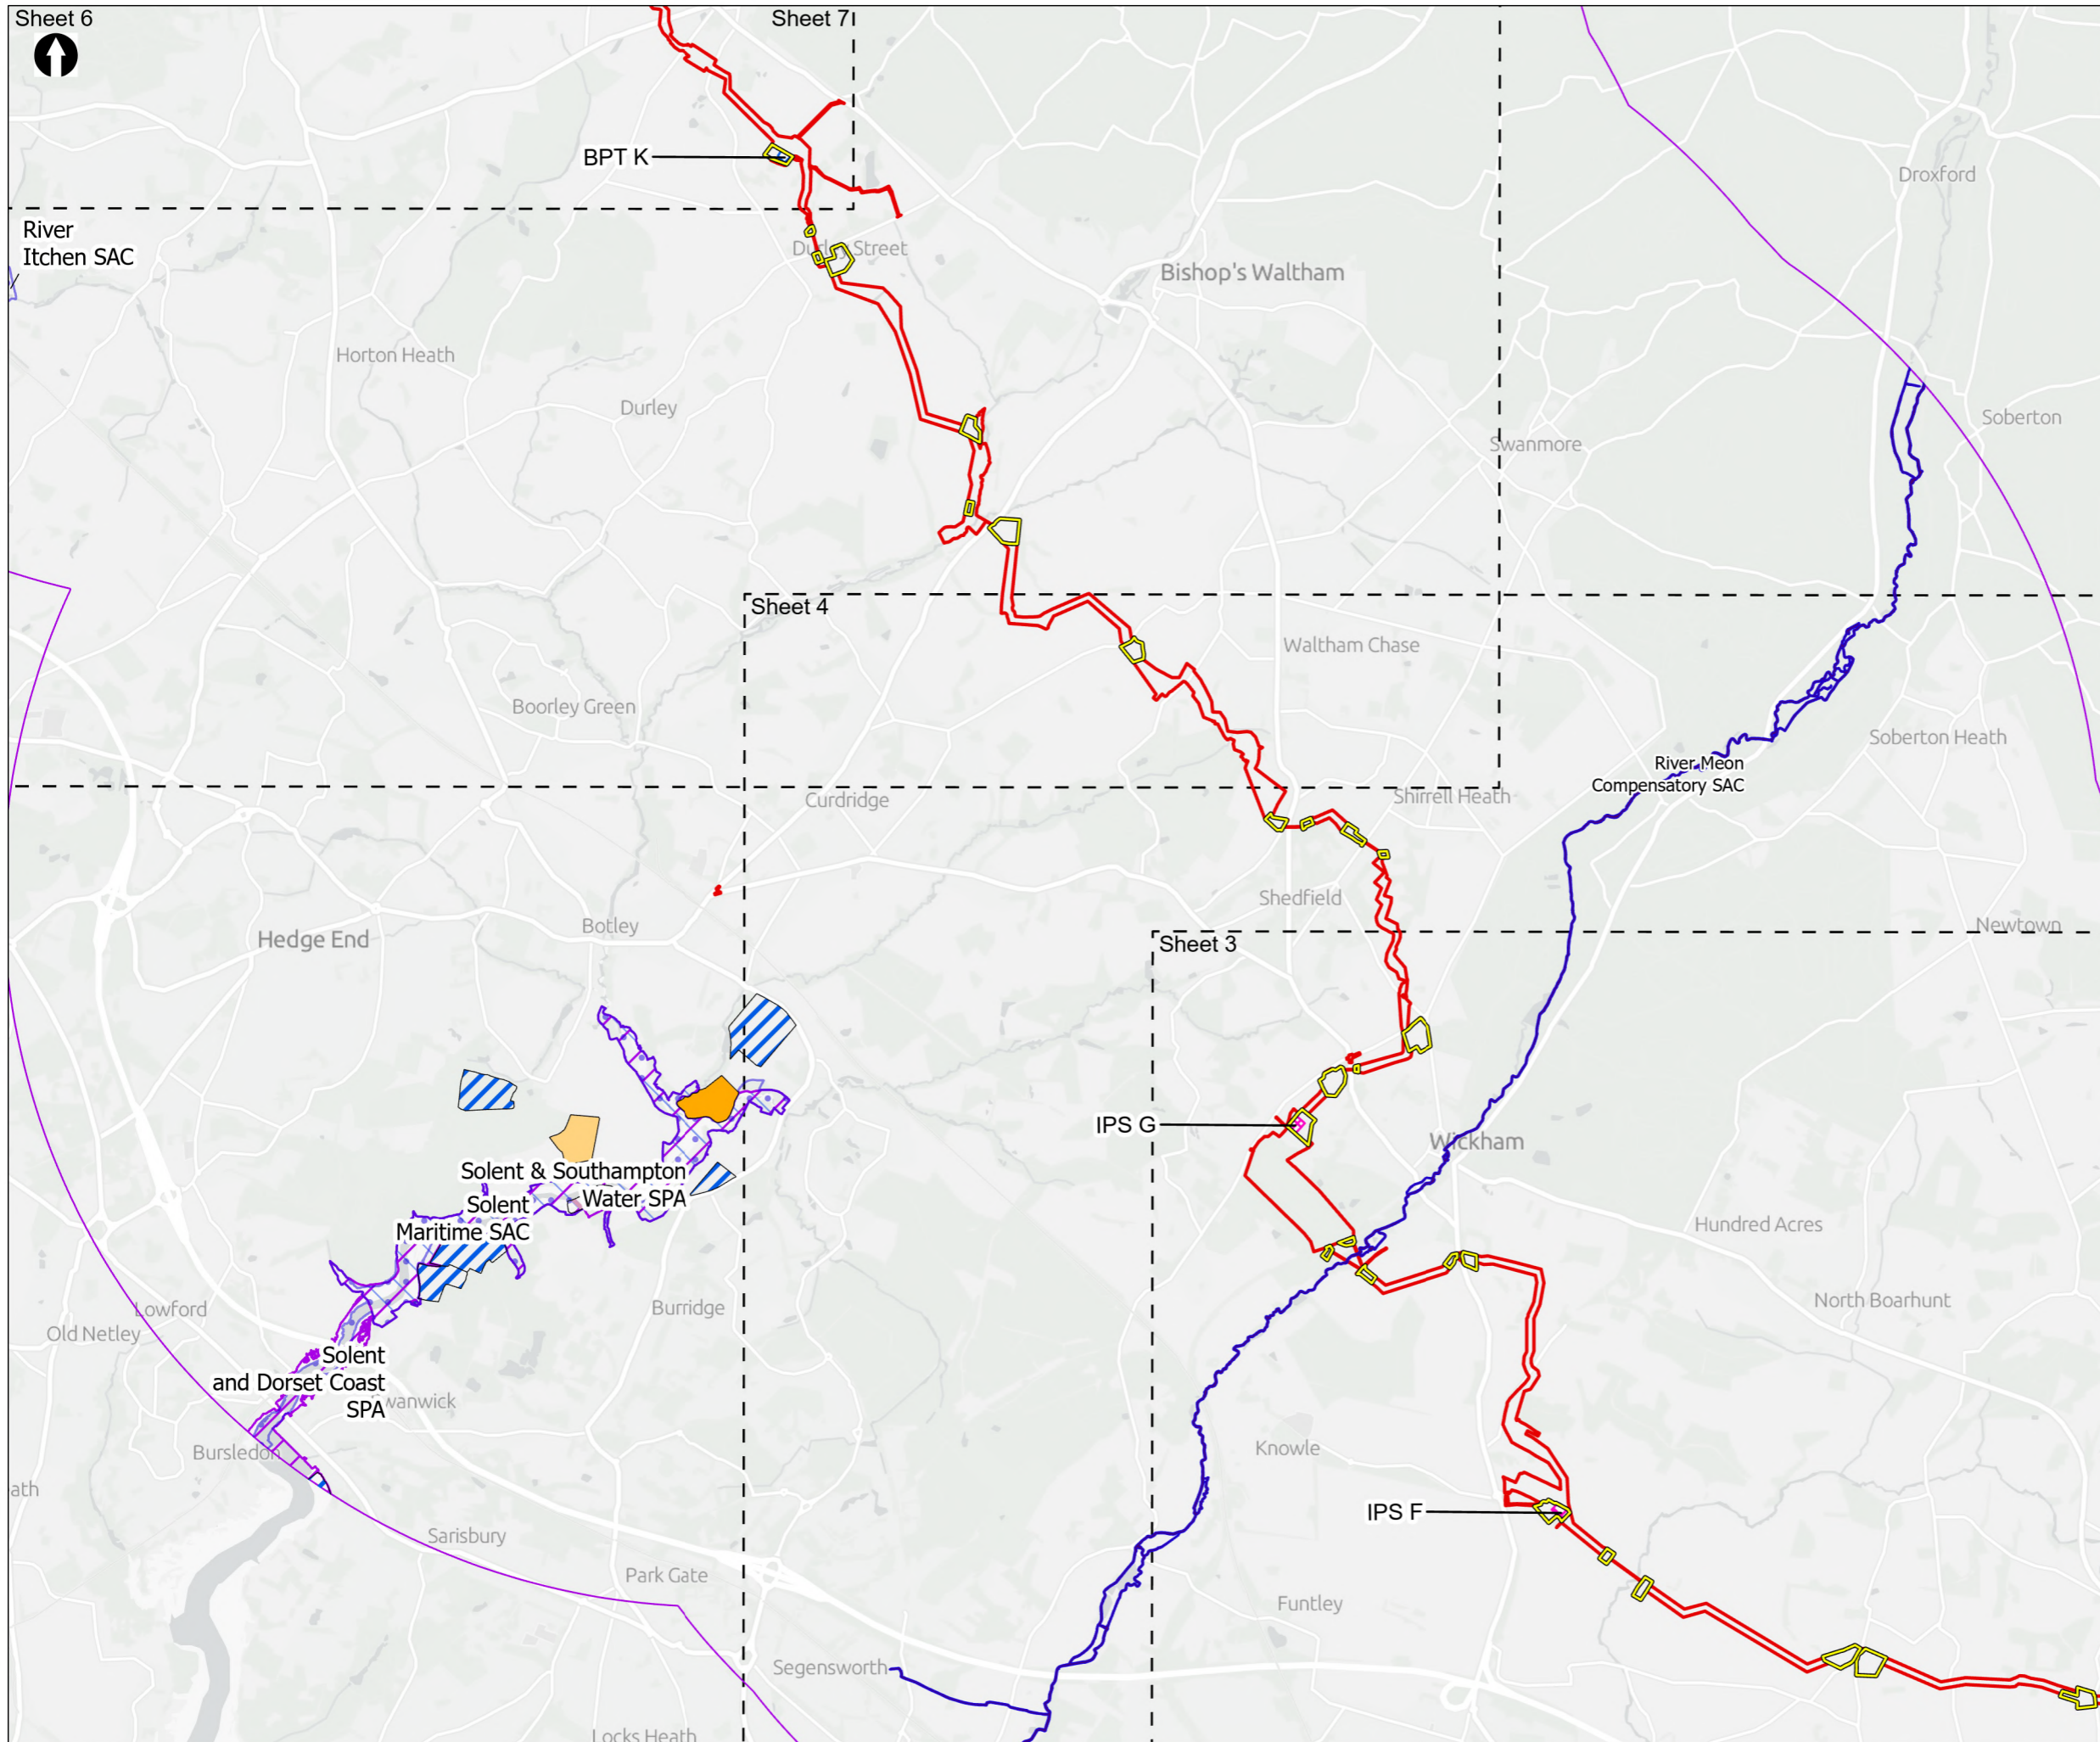 Sheet 6
Sheet 7
BPT K
Droxford
River
Itchen SAC
Durley Street
Bishop's Waltham
Horton Heath
Durley
Soberton
Swanmore
Sheet 4
Waltham Chase
Boorley Green
Soberton Heath
River Meon
Compensatory SAC
Curdridge
Shirrell Heath
Shedfield
Botley
Newtown
Hedge End
Sheet 3
IPS G
Wickham
Solent & Southampton
Water SPA
Solent
Maritime SAC
Hundred Acres
Lowford
Burridge
North Boarhunt
Old Netley
Solent
and Dorset Coast
SPA
wanwick
Bursledon
Knowle
ath
IPS F
Sarisbury
Park Gate
Funtley
Segensworth
Locks Heath